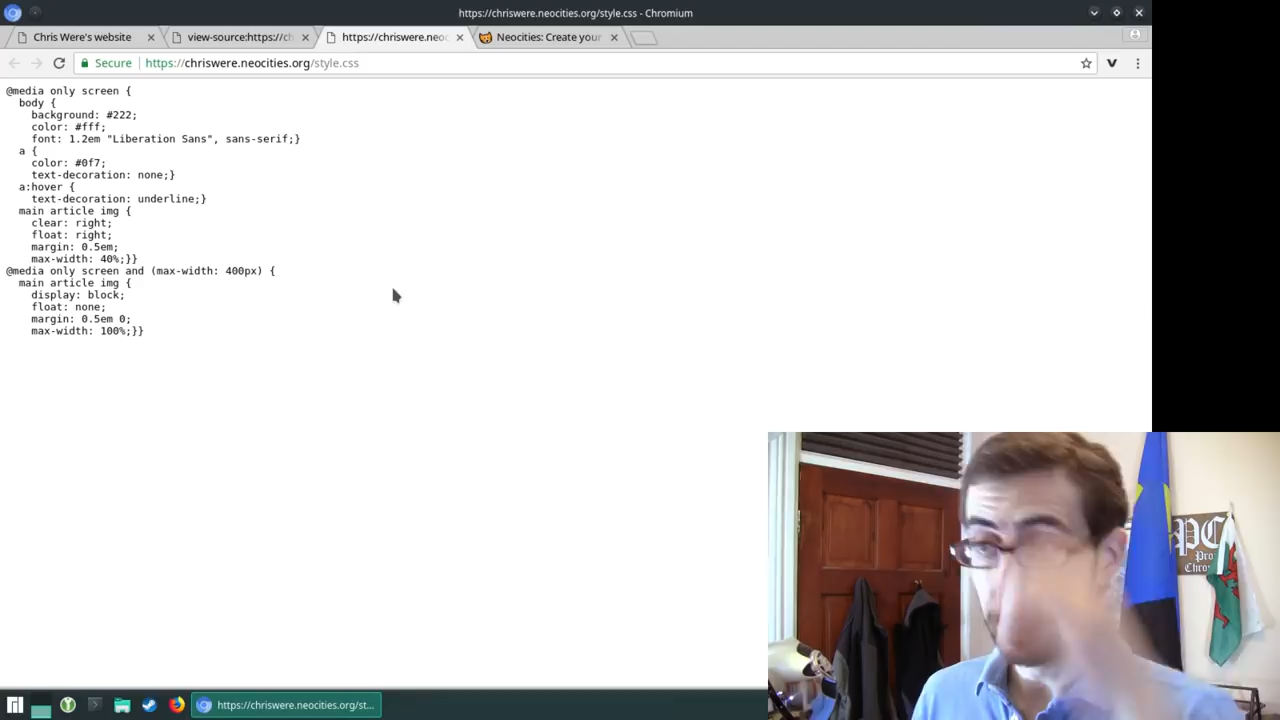 https://chriswere.neocities.org/style.css - Chromium
Chris Were's website
view-source:https://ch
https://chriswere.neoc
Neocities: Create your
Secure
https://chriswere.neocities.org/style.css
@media only screen {
  body {
    background: #222;
    color: #fff;
    font: 1.2em "Liberation Sans", sans-serif;}
  a {
    color: #0f7;
    text-decoration: none;}
  a:hover {
    text-decoration: underline;}
  main article img {
    clear: right;
    float: right;
    margin: 0.5em;
    max-width: 40%;}}
@media only screen and (max-width: 400px) {
  main article img {
    display: block;
    float: none;
    margin: 0.5em 0;
    max-width: 100%;}}
PC
Pro
Chro
https://chriswere.neocities.org/st...